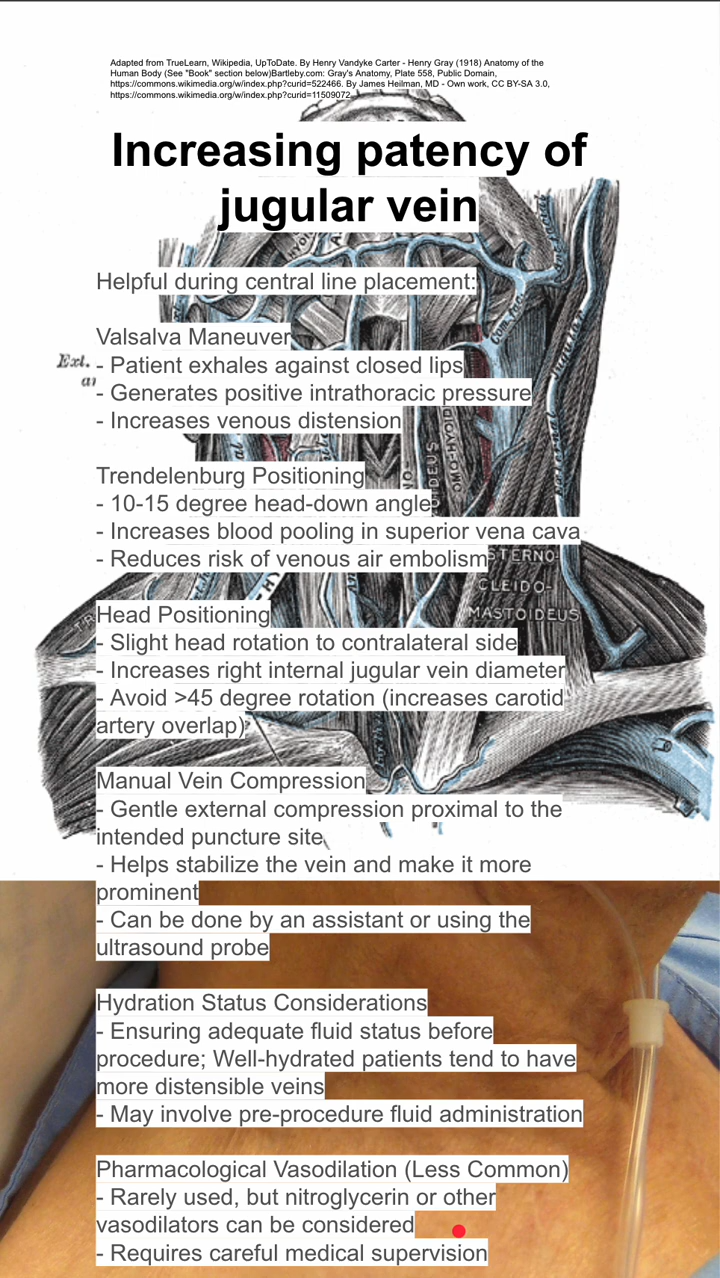 Adapted from TrueLearn, Wikipedia, UpToDate. By Henry Vandyke Carter - Henry Gray (1918) Anatomy of the
Human Body (See "Book" section below)Bartleby.com: Gray's Anatomy, Plate 558, Public Domain,
https://commons.wikimedia.org/w/index.php?curid=522466. By James Heilman, MD - Own work, CC BY-SA 3.0,
https://commons.wikimedia.org/w/index.php?curid=11509072
Increasing patency of
jugular vein
Helpful during central line placement:
Valsalva Maneuver
Ext.
- Patient exhales against closed lips
- Generates positive intrathoracic pressure
- Increases venous distension
Trendelenburg Positioning
- 10-15 degree head-down angle
- Increases blood pooling in superior vena cava
- Reduces risk of venous air embolism
OMO-HYOID
STERNO-
CLEIDO-
MASTOIDEUS
Head Positioning
- Slight head rotation to contralateral side
- Increases right internal jugular vein diameter
- Avoid >45 degree rotation (increases carotid
artery overlap)
Manual Vein Compression
- Gentle external compression proximal to the
intended puncture site
- Helps stabilize the vein and make it more
prominent
- Can be done by an assistant or using the
ultrasound probe
Hydration Status Considerations
- Ensuring adequate fluid status before
procedure; Well-hydrated patients tend to have
more distensible veins
- May involve pre-procedure fluid administration
Pharmacological Vasodilation (Less Common)
- Rarely used, but nitroglycerin or other
vasodilators can be considered
- Requires careful medical supervision